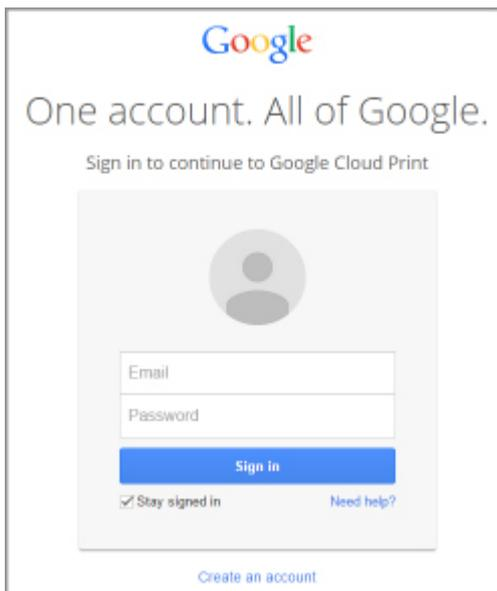 Google
One account. All of Google.
Sign in to continue to Google Cloud Print
Email
Password
Sign in
Stay signed in Need help?
Create an account